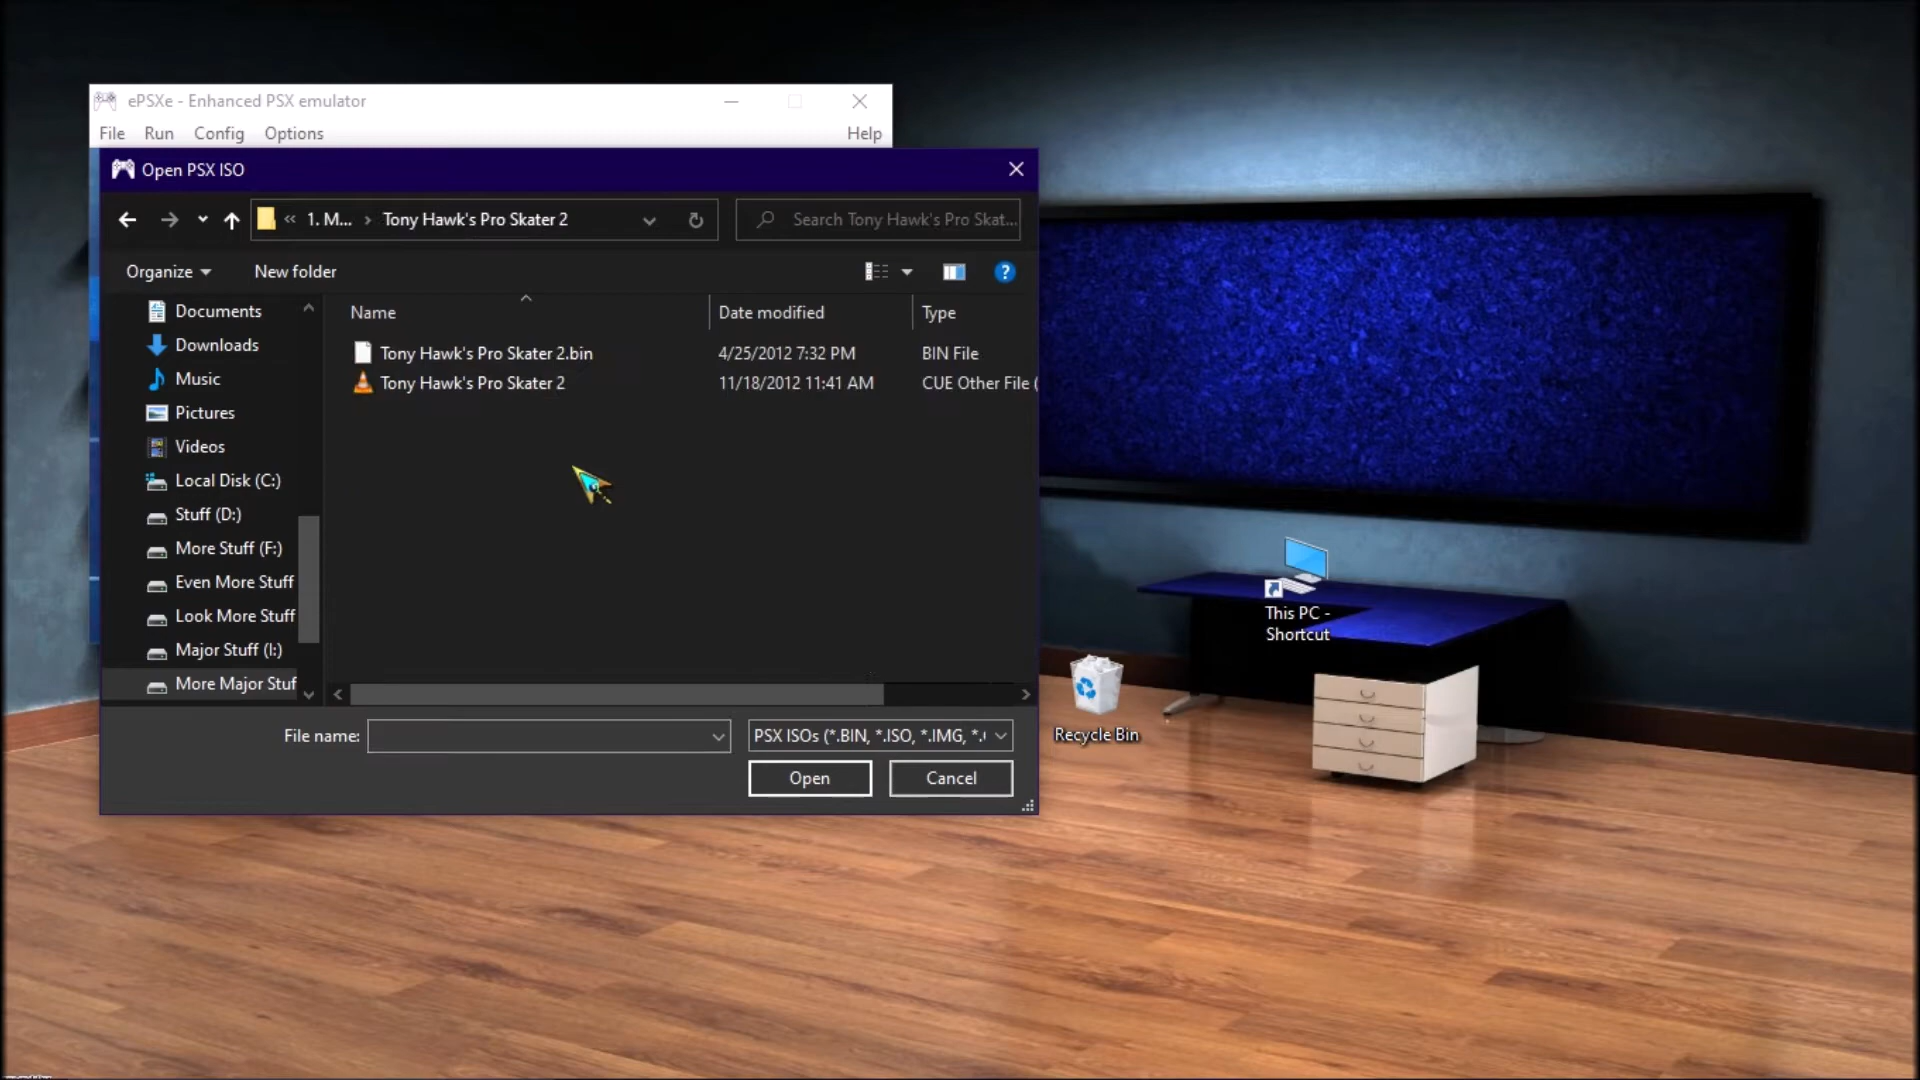 ePSXe - Enhanced PSX emulator
File Run Config Options Help
Open PSX ISO
« 1. M... > Tony Hawk's Pro Skater 2
Search Tony Hawk's Pro Skat...
Organize New folder
?
Documents
Downloads
Music
Pictures
Videos
Local Disk (C:)
Stuff (D:)
More Stuff (F:)
Even More Stuff
Look More Stuff
Major Stuff (I:)
More Major Stuf
Name Date modified Type
Tony Hawk's Pro Skater 2.bin 4/25/2012 7:32 PM BIN File
Tony Hawk's Pro Skater 2 11/18/2012 11:41 AM CUE Other File (
File name:
PSX ISOs (*.BIN, *.ISO, *.IMG, *.(
Open Cancel
This PC -
Shortcut
Recycle Bin